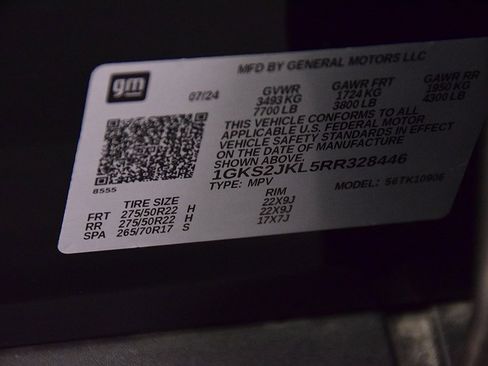 MFD BY GENERAL MOTORS LLC
gm 07/24 GVWR GAWR FRT GAWR RR
3493 KG 1724 KG 1950 KG
7700 LB 3800 LB 4300 LB
THIS VEHICLE CONFORMS TO ALL
APPLICABLE U.S. FEDERAL MOTOR
VEHICLE SAFETY STANDARDS IN EFFECT
ON THE DATE OF MANUFACTURE
SHOWN ABOVE.
8555
1GKS2JKL5RR328446
TYPE: MPV MODEL: 56TK10906
TIRE SIZE RIM
FRT 275/50R22 H 22X9J
RR 275/50R22 H 22X9J
SPA 265/70R17 S 17X7J